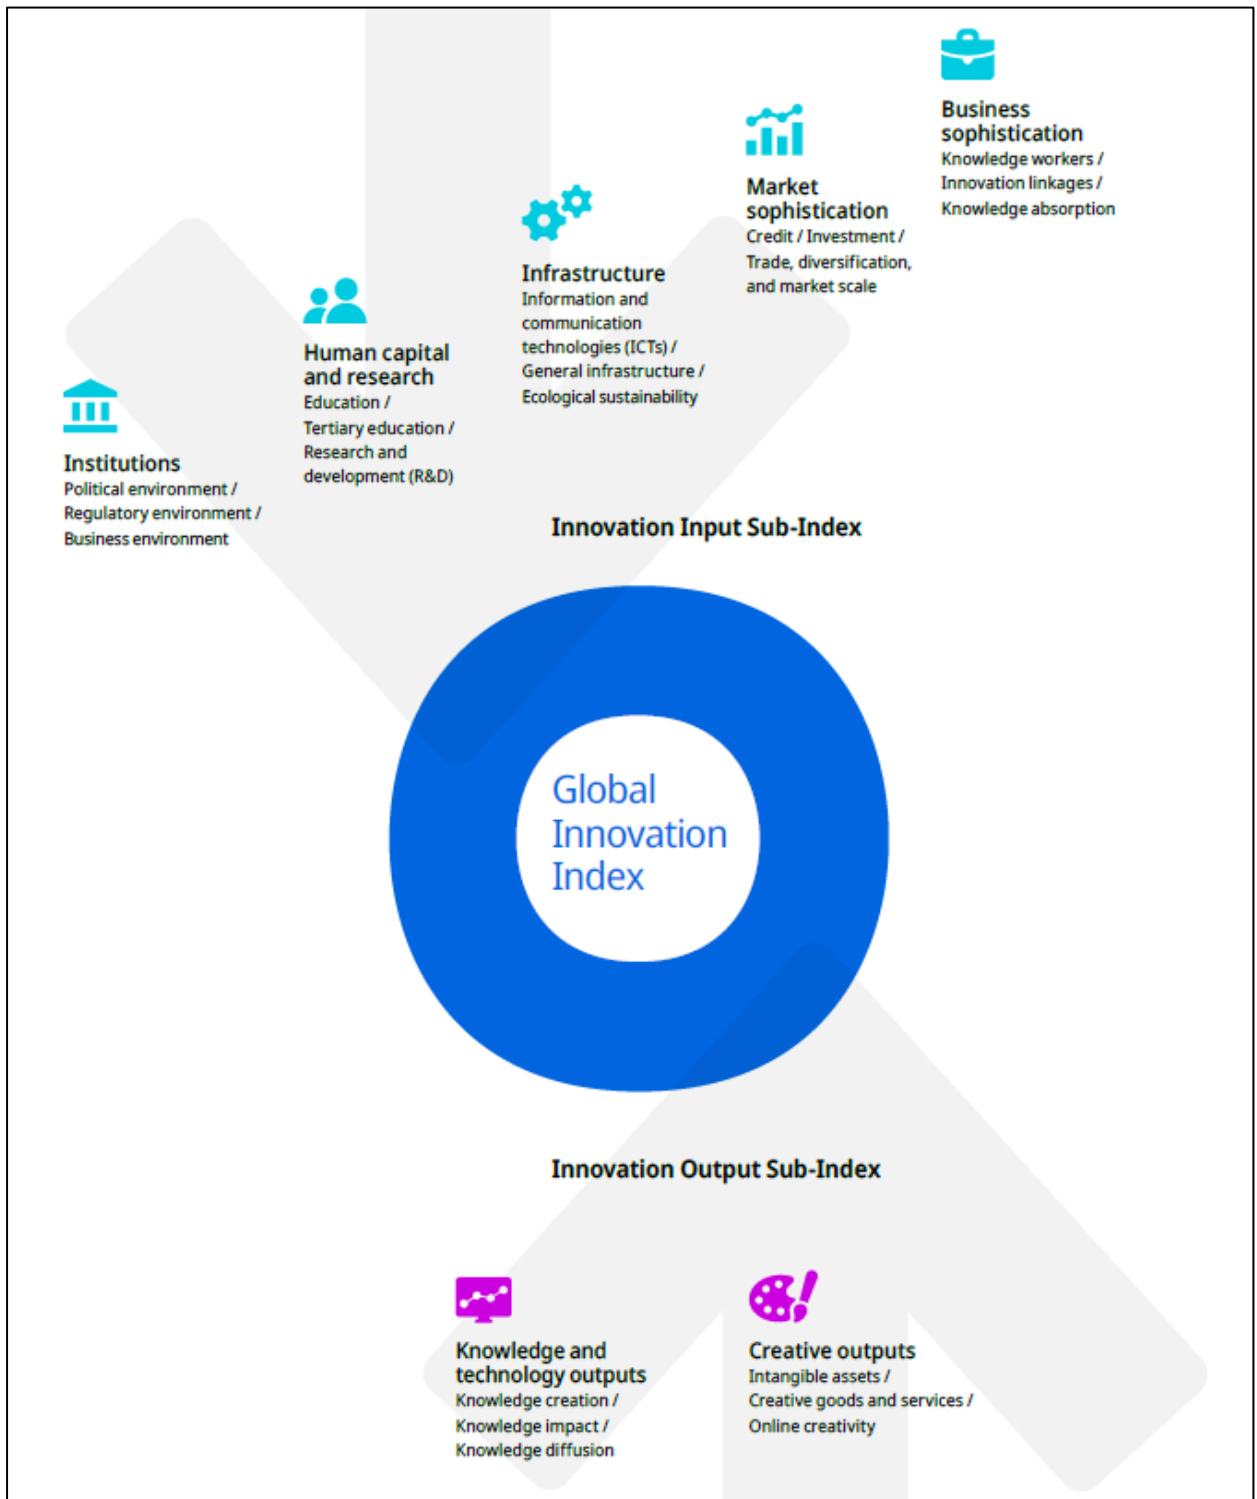 Business
sophistication
Knowledge workers /
Innovation linkages /
Knowledge absorption
Market
sophistication
Credit / Investment /
Trade, diversification,
and market scale
Infrastructure
Information and
communication
technologies (ICTs) /
General infrastructure /
Ecological sustainability
Human capital
and research
Education /
Tertiary education /
Research and
development (R&D)
Institutions
Political environment /
Regulatory environment /
Business environment
Innovation Input Sub-Index
Global
Innovation
Index
Innovation Output Sub-Index
Knowledge and
technology outputs
Knowledge creation /
Knowledge impact /
Knowledge diffusion
Creative outputs
Intangible assets /
Creative goods and services /
Online creativity